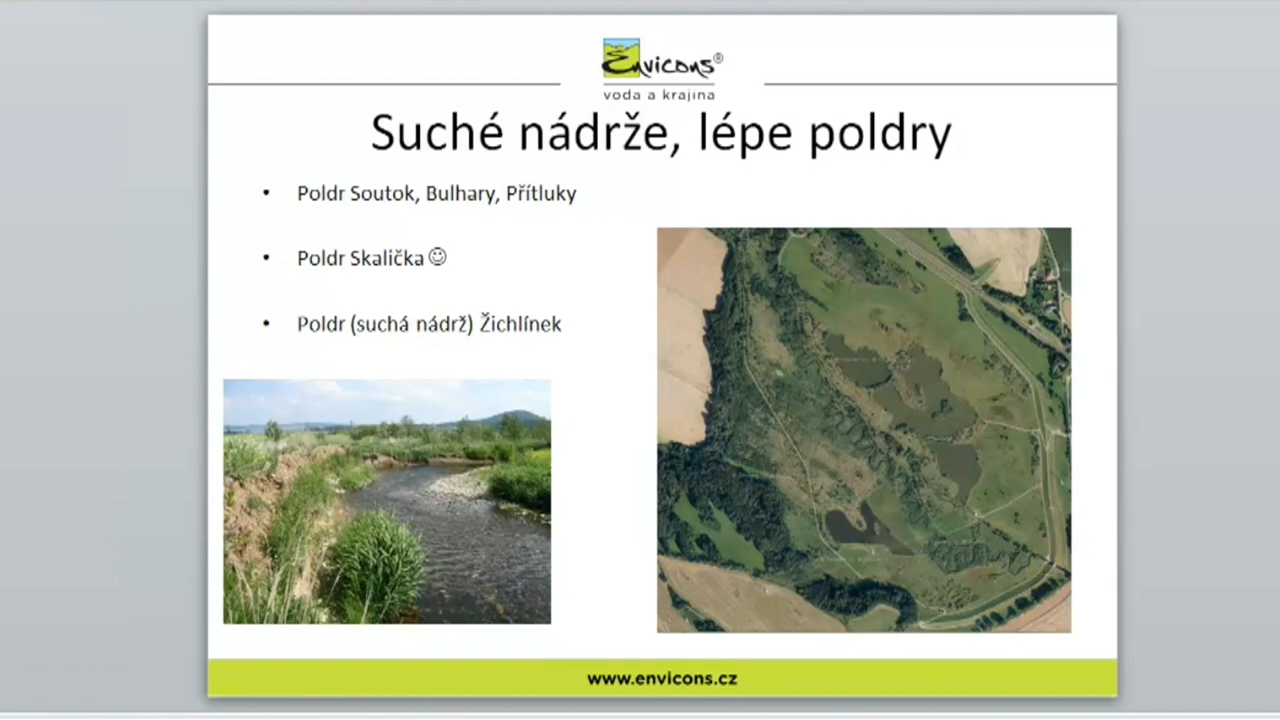 Envicons®
voda a krajina
Suché nádrže, lépe poldry
• Poldr Soutok, Bulhary, Přítluky
• Poldr Skalička ☺
• Poldr (suchá nádrž) Žichlínek
www.envicons.cz